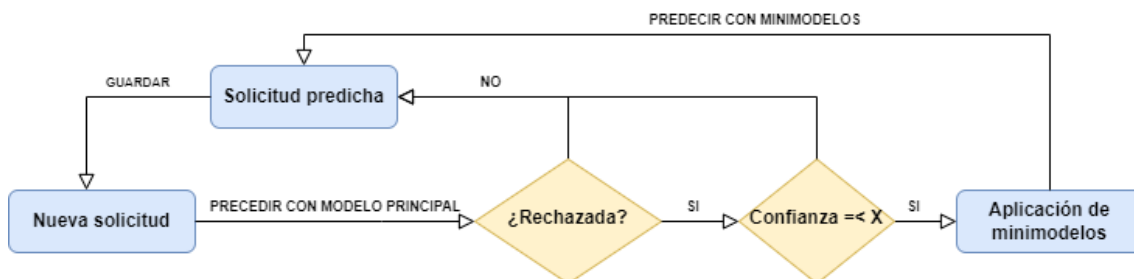 PREDECIR CON MINIMODELOS
GUARDAR
Solicitud predicha
NO
Nueva solicitud
PRECEDIR CON MODELO PRINCIPAL
¿Rechazada?
SI
Confianza =< X
SI
Aplicación de
minimodelos